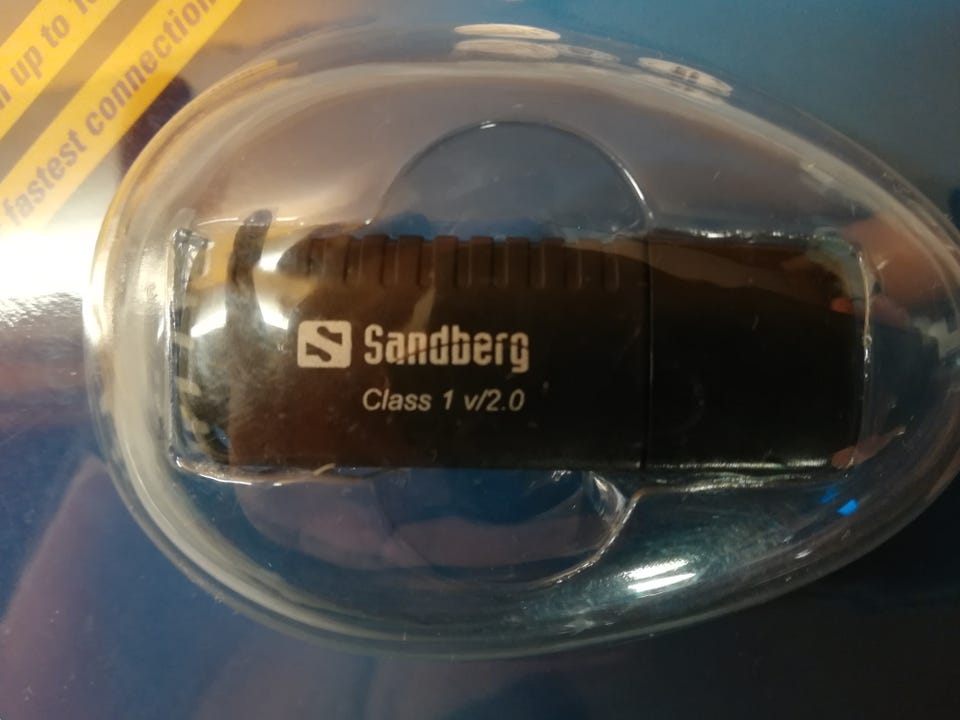 up to
fastest connection
Sandberg
Class 1 v/2.0